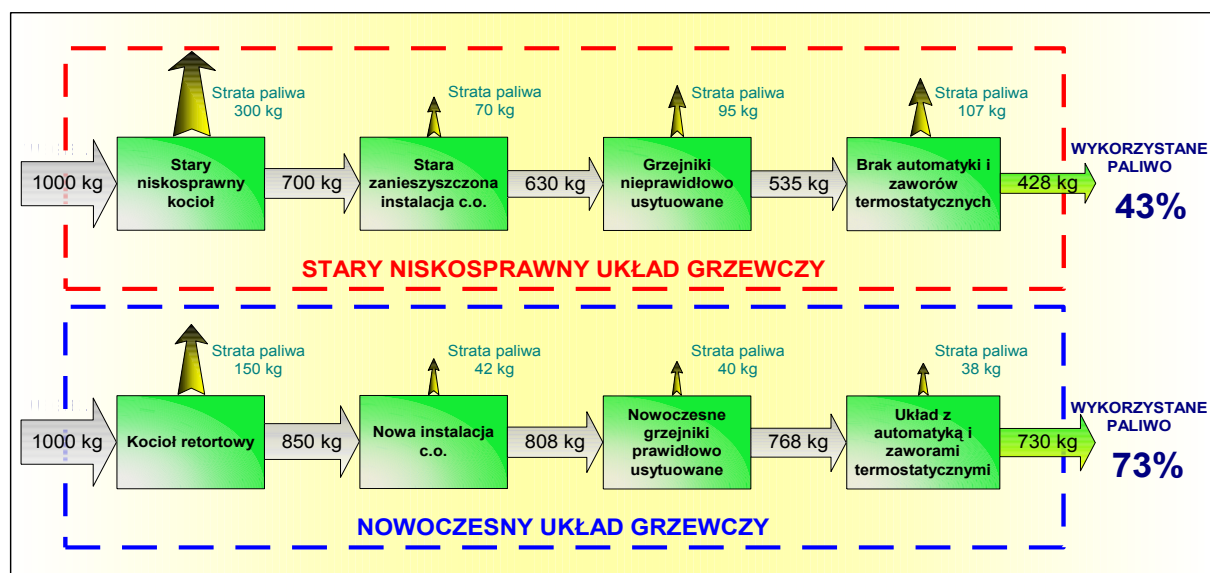 Strata paliwa
300 kg
Strata paliwa
70 kg
Strata paliwa
95 kg
Strata paliwa
107 kg
1000 kg
Stary
niskosprawny
kocioł
700 kg
Stara
zanieszyszczona
instalacja c.o.
630 kg
Grzejniki
nieprawidłowo
usytuowane
535 kg
Brak automatyki i
zaworów
termostatycznych
428 kg
WYKORZYSTANE
PALIWO
43%
STARY NISKOSPRAWNY UKŁAD GRZEWCZY
Strata paliwa
150 kg
Strata paliwa
42 kg
Strata paliwa
40 kg
Strata paliwa
38 kg
1000 kg
Kocioł retortowy
850 kg
Nowa instalacja
c.o.
808 kg
Nowoczesne
grzejniki
prawidłowo
usytuowane
768 kg
Układ z
automatyką i
zaworami
termostatycznymi
730 kg
WYKORZYSTANE
PALIWO
73%
NOWOCZESNY UKŁAD GRZEWCZY